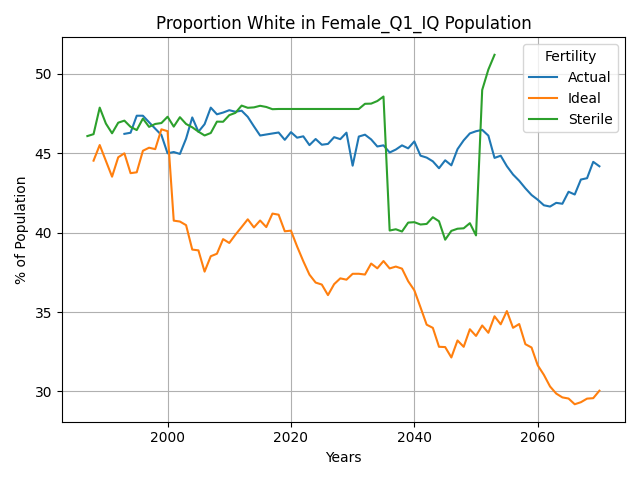 Proportion White in Female_Q1_IQ Population
Fertility
Actual
Ideal
Sterile
% of Population
50
45
40
35
30
2000
2020
2040
2060
Years